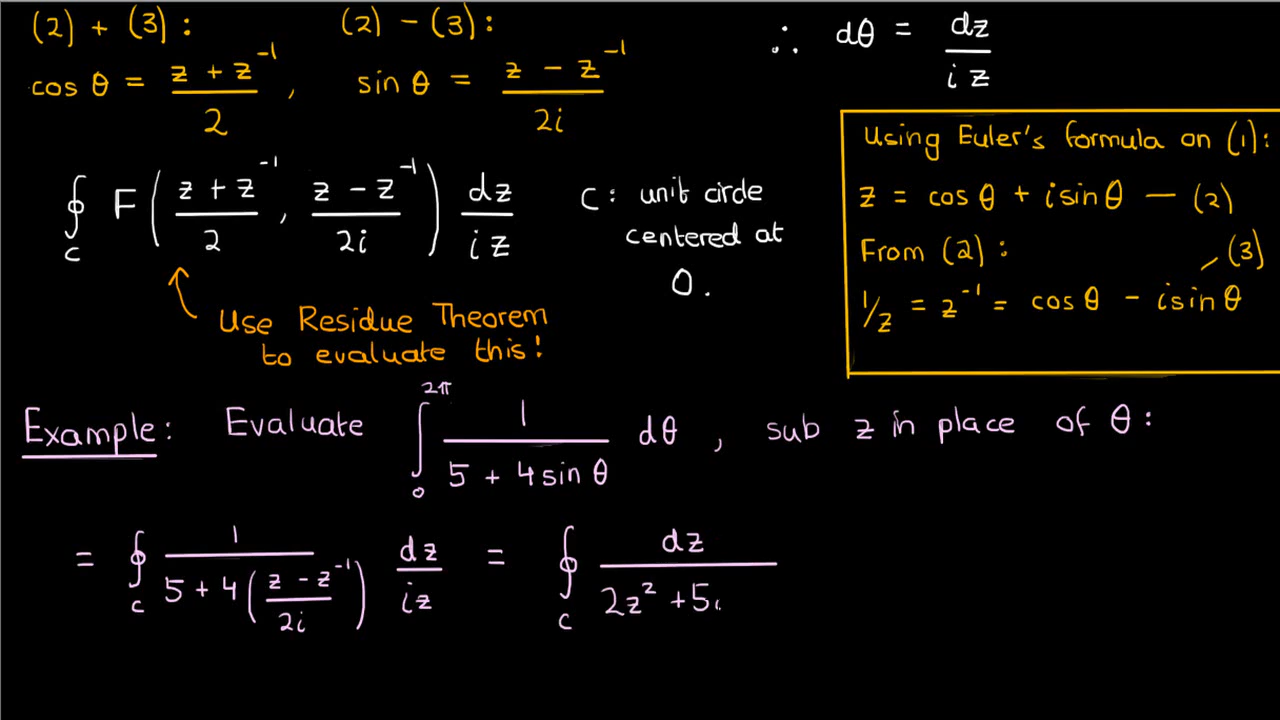 (2) + (3) : (2) - (3) : ∴ dθ = dz / iz
cos θ = (z + z⁻¹)/2 , sin θ = (z - z⁻¹)/2i
Using Euler's formula on (1) :
z = cos θ + i sin θ — (2)
From (2) : (3)
1/z = z⁻¹ = cos θ - i sin θ
∮_C F( (z + z⁻¹)/2 , (z - z⁻¹)/2i ) dz/iz
C : unit circle
centered at
0.
Use Residue Theorem
to evaluate this!
Example: Evaluate ∫₀^2π 1/(5 + 4 sin θ) dθ , sub z in place of θ :
= ∮_C 1/(5 + 4((z - z⁻¹)/2i)) dz/iz = ∮_C dz/(2z² + 5i